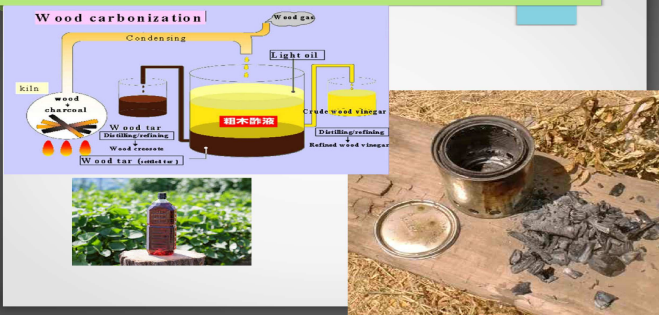 Wood carbonization
Wood gas
Condensing
Light oil
kiln
wood
+
charcoal
粗木酢液
Crude wood vinegar
Wood tar
Distilling/refining
Wood creosote
Distilling/refining
Refined wood vinegar
Wood tar (settled tar)